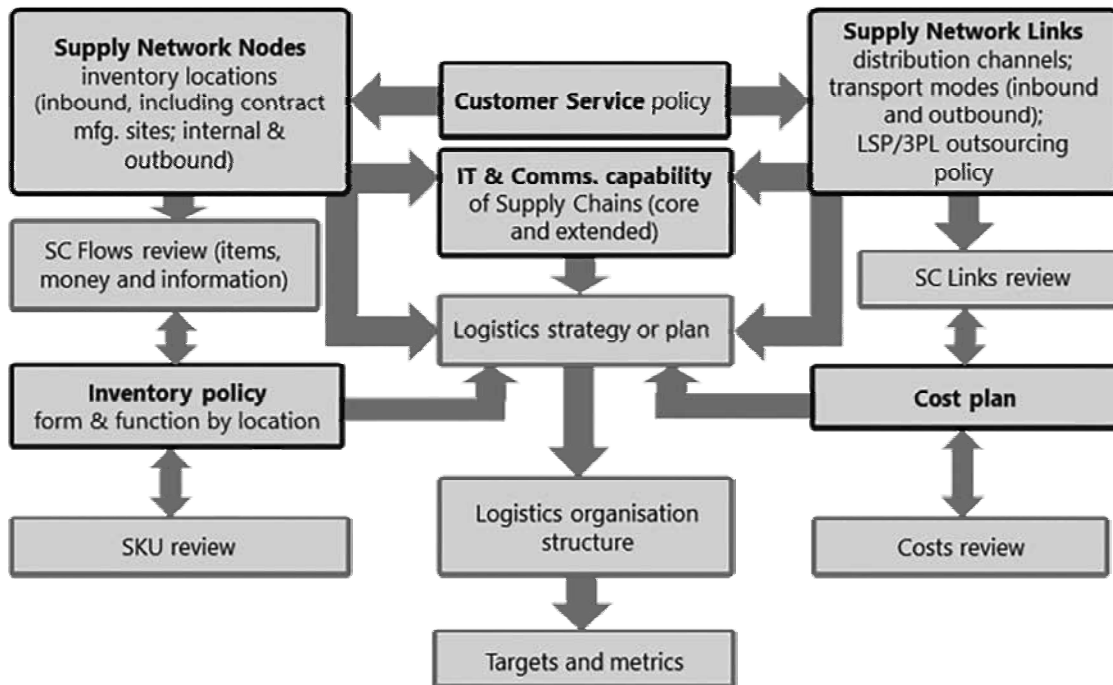 Supply Network Nodes
inventory locations
(inbound, including contract
mfg. sites; internal &
outbound)
Customer Service policy
Supply Network Links
distribution channels;
transport modes (inbound
and outbound);
LSP/3PL outsourcing
policy
IT & Comms. capability
of Supply Chains (core
and extended)
SC Flows review (items,
money and information)
SC Links review
Logistics strategy or plan
Inventory policy
form & function by location
Cost plan
SKU review
Logistics organisation
structure
Costs review
Targets and metrics